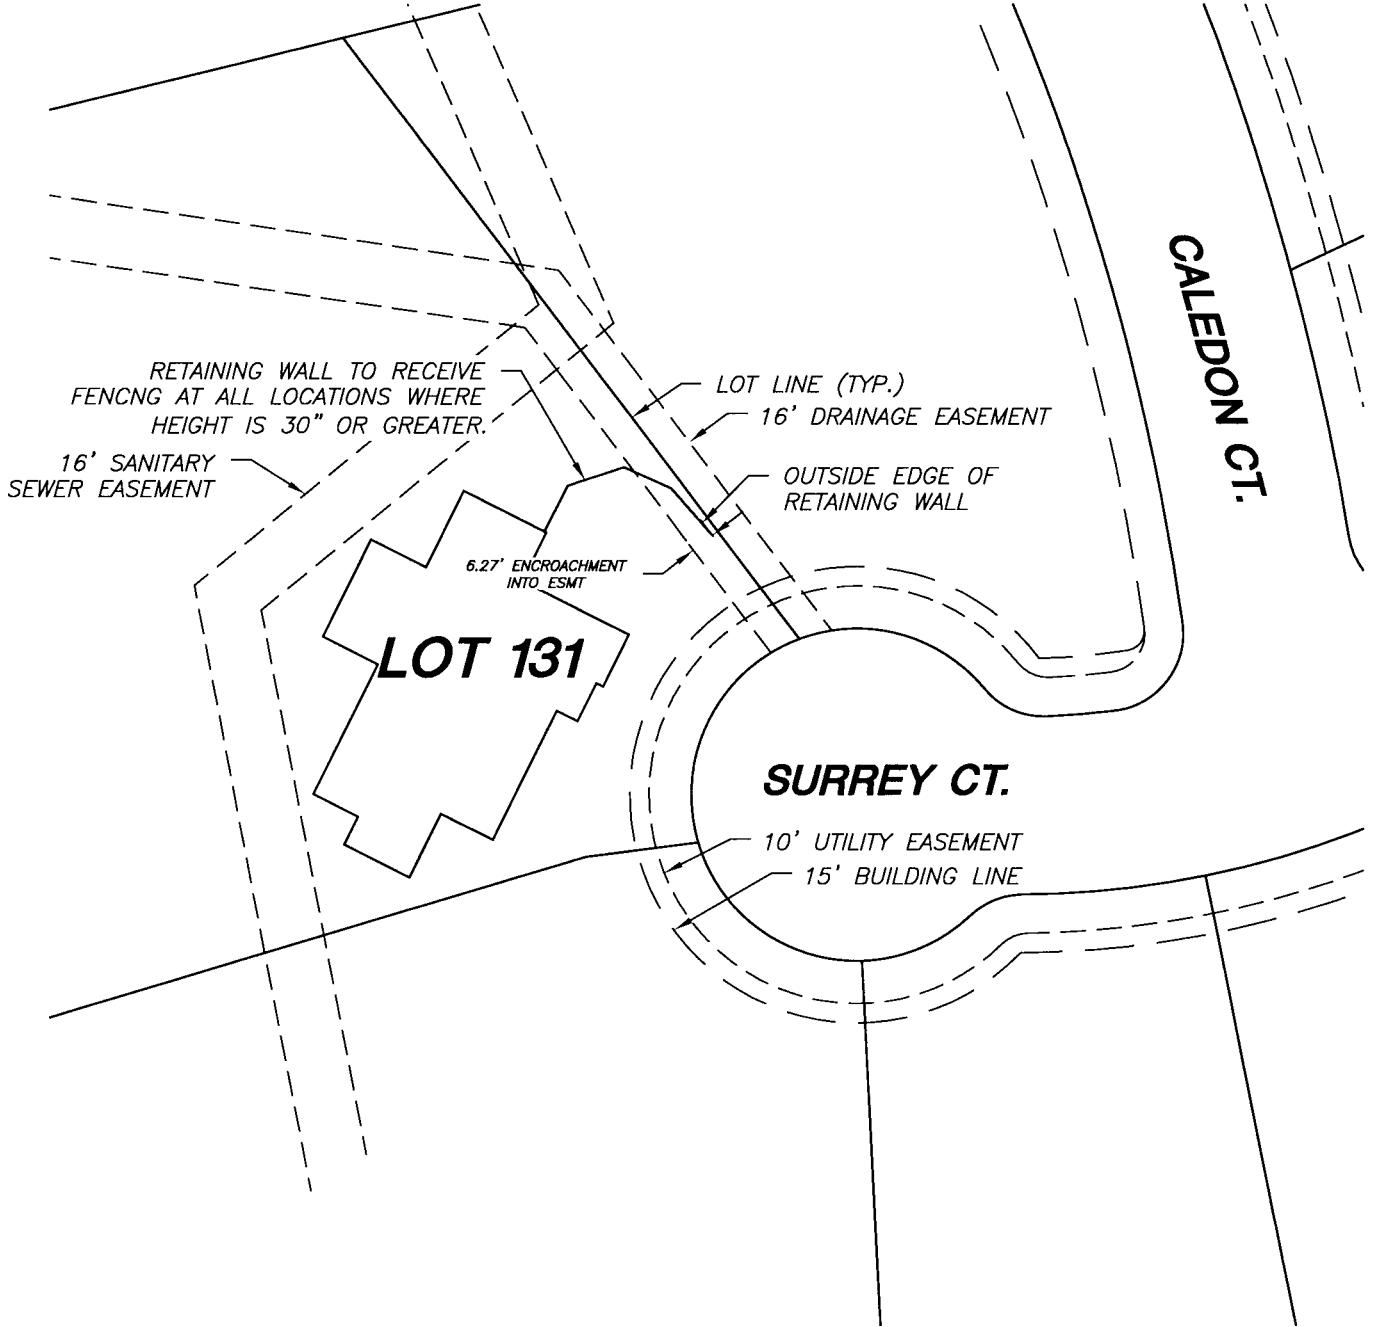 CALEDON CT.
RETAINING WALL TO RECEIVE
FENCNG AT ALL LOCATIONS WHERE
HEIGHT IS 30" OR GREATER.
LOT LINE (TYP.)
16' DRAINAGE EASEMENT
16' SANITARY
SEWER EASEMENT
OUTSIDE EDGE OF
RETAINING WALL
6.27' ENCROACHMENT
INTO ESMT
LOT 131
SURREY CT.
10' UTILITY EASEMENT
15' BUILDING LINE